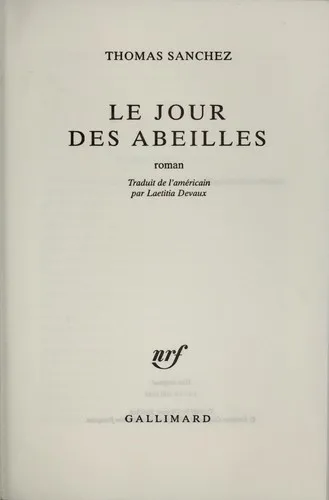 THOMAS SANCHEZ
LE JOUR
DES ABEILLES
roman
Traduit de l'américain
par Laetitia Devaux
nrf
GALLIMARD